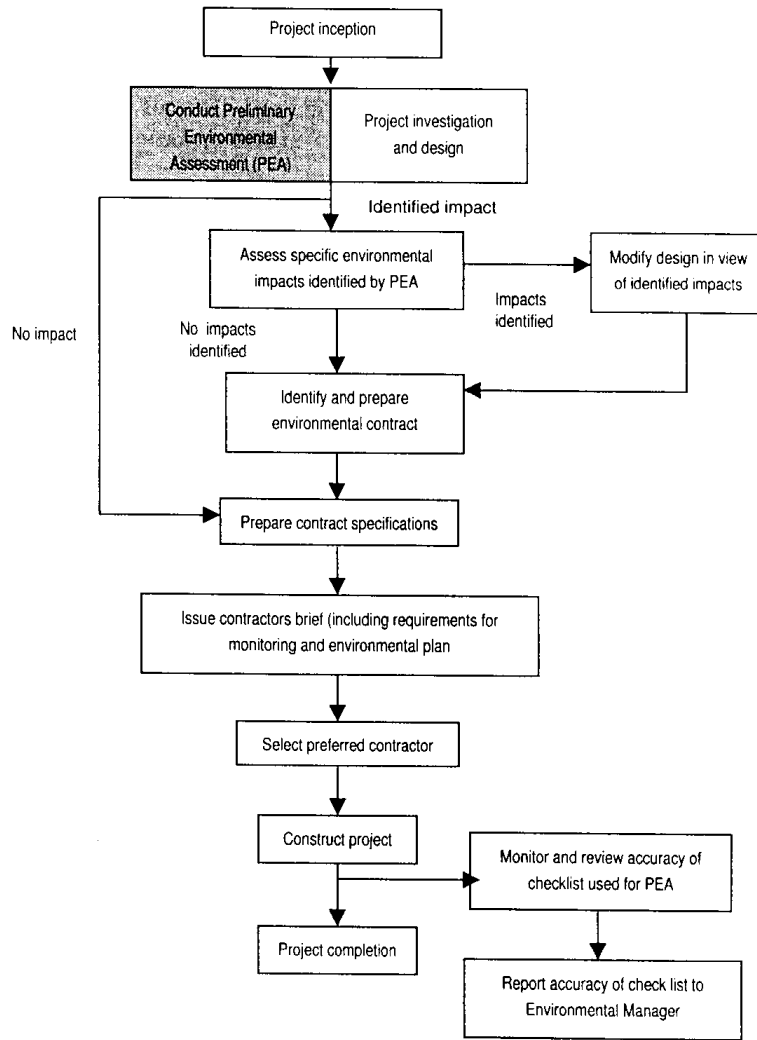 Project inception
Conduct Preliminary
Environmental
Assessment (PEA)
Project investigation
and design
Identified impact
Assess specific environmental
impacts identified by PEA
Modify design in view
of identified impacts
Impacts
identified
No impact
No impacts
identified
Identify and prepare
environmental contract
Prepare contract specifications
Issue contractors brief (including requirements for
monitoring and environmental plan
Select preferred contractor
Construct project
Monitor and review accuracy of
checklist used for PEA
Project completion
Report accuracy of check list to
Environmental Manager